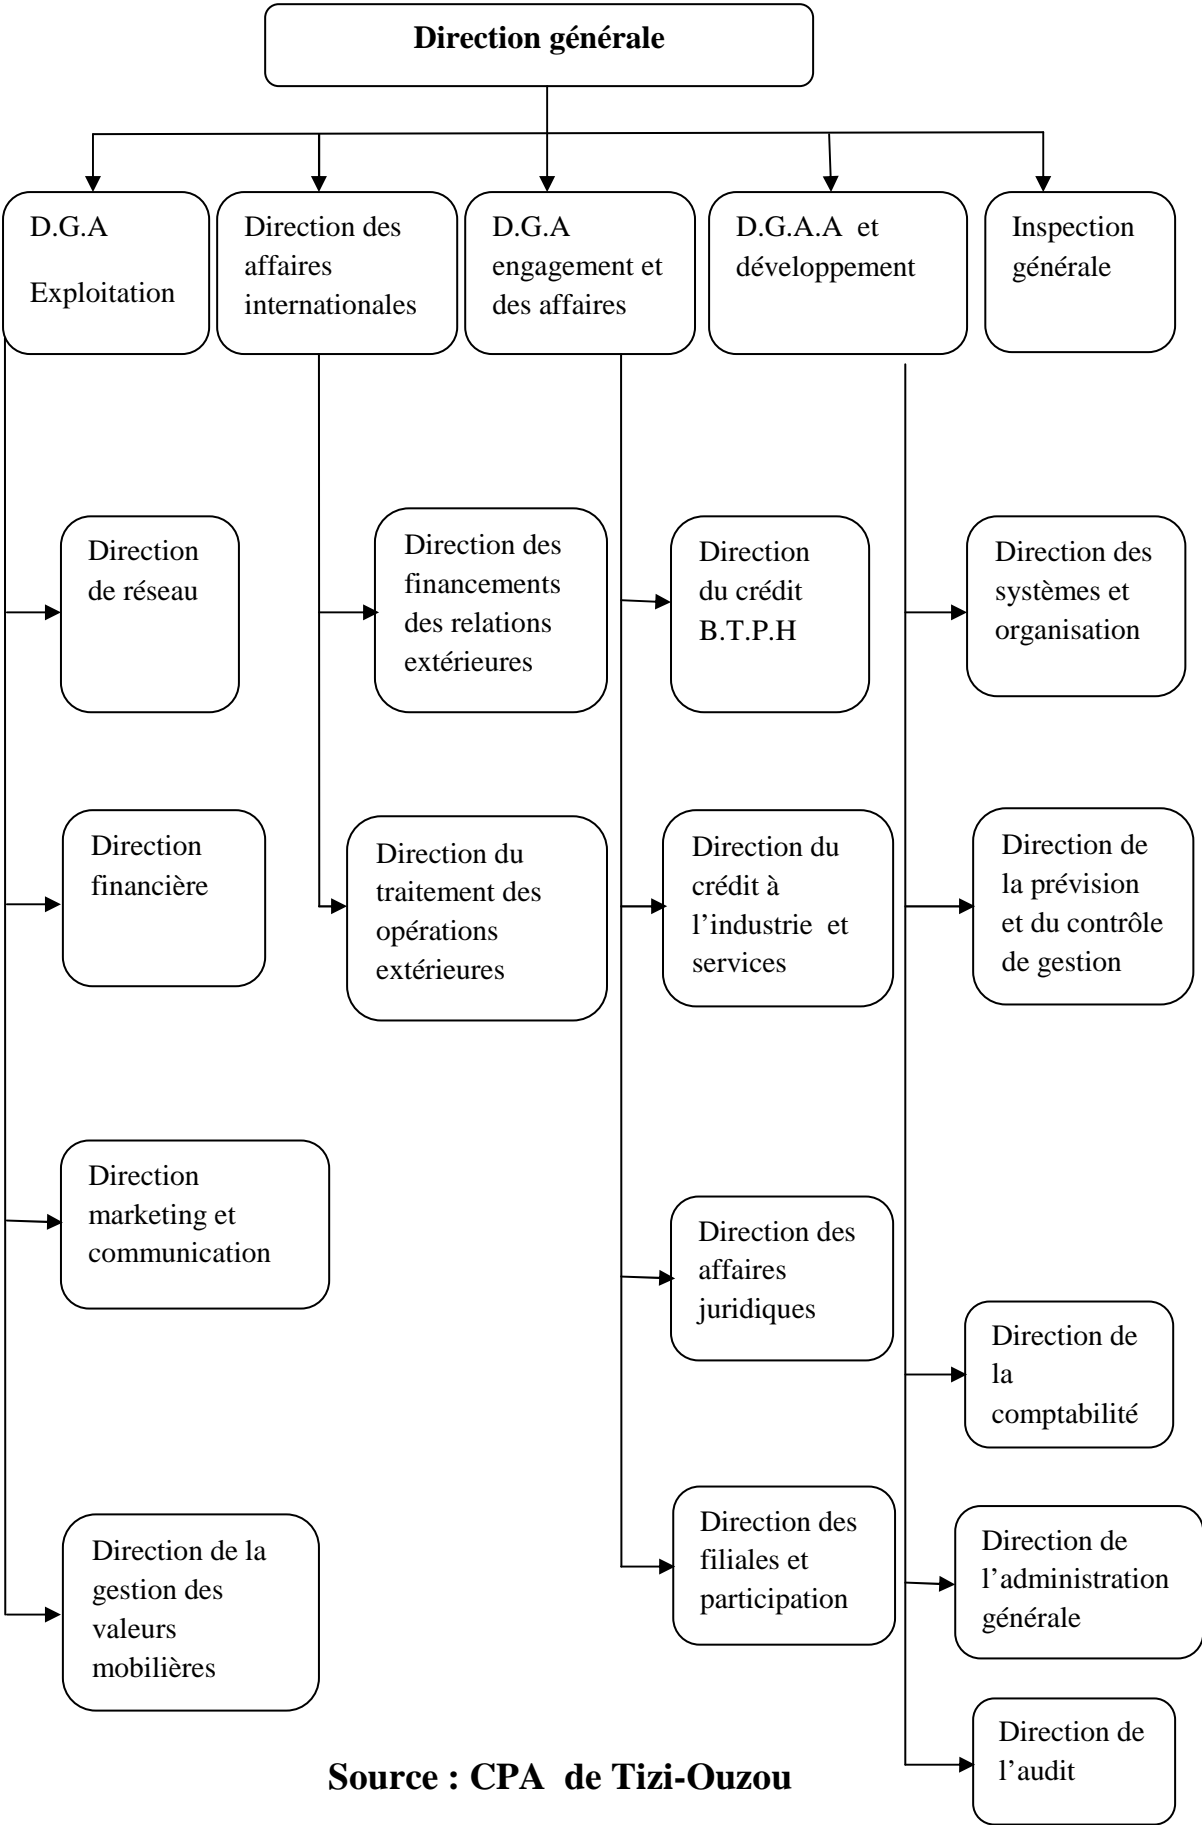 Direction générale
D.G.A
Exploitation
Direction des
affaires
internationales
D.G.A
engagement et
des affaires
D.G.A.A et
développement
Inspection
générale
Direction
de réseau
Direction des
financements
des relations
extérieures
Direction
du crédit
B.T.P.H
Direction des
systèmes et
organisation
Direction
financière
Direction du
traitement des
opérations
extérieures
Direction du
crédit à
l’industrie et
services
Direction de
la prévision
et du contrôle
de gestion
Direction
marketing et
communication
Direction des
affaires
juridiques
Direction de
la
comptabilité
Direction de la
gestion des
valeurs
mobilières
Direction des
filiales et
participation
Direction de
l’administration
générale
Direction de
l’audit
Source : CPA de Tizi-Ouzou